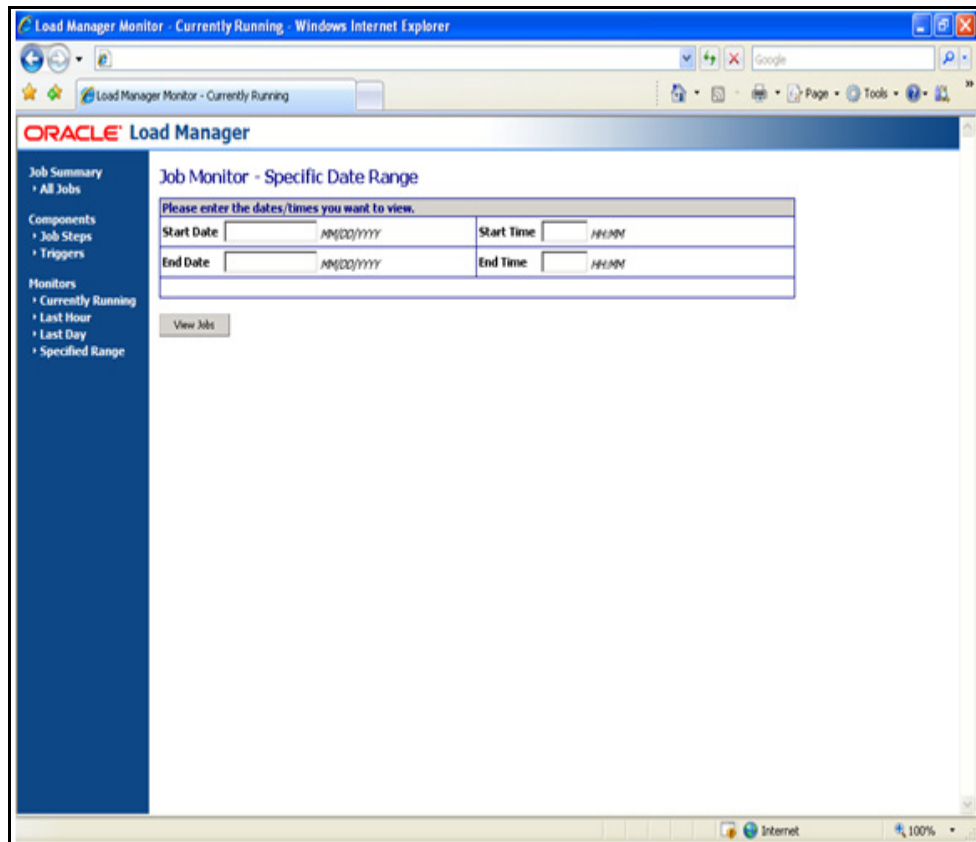 Load Manager Monitor - Currently Running - Windows Internet Explorer
Google
Load Manager Monitor - Currently Running
Page
Tools
ORACLE Load Manager
Job Summary
All Jobs
Components
Job Steps
Triggers
Monitors
Currently Running
Last Hour
Last Day
Specified Range
Job Monitor - Specific Date Range
Please enter the dates/times you want to view.
Start Date MM/DD/YYYY Start Time HH:MM
End Date MM/DD/YYYY End Time HH:MM
View Jobs
Internet
100%